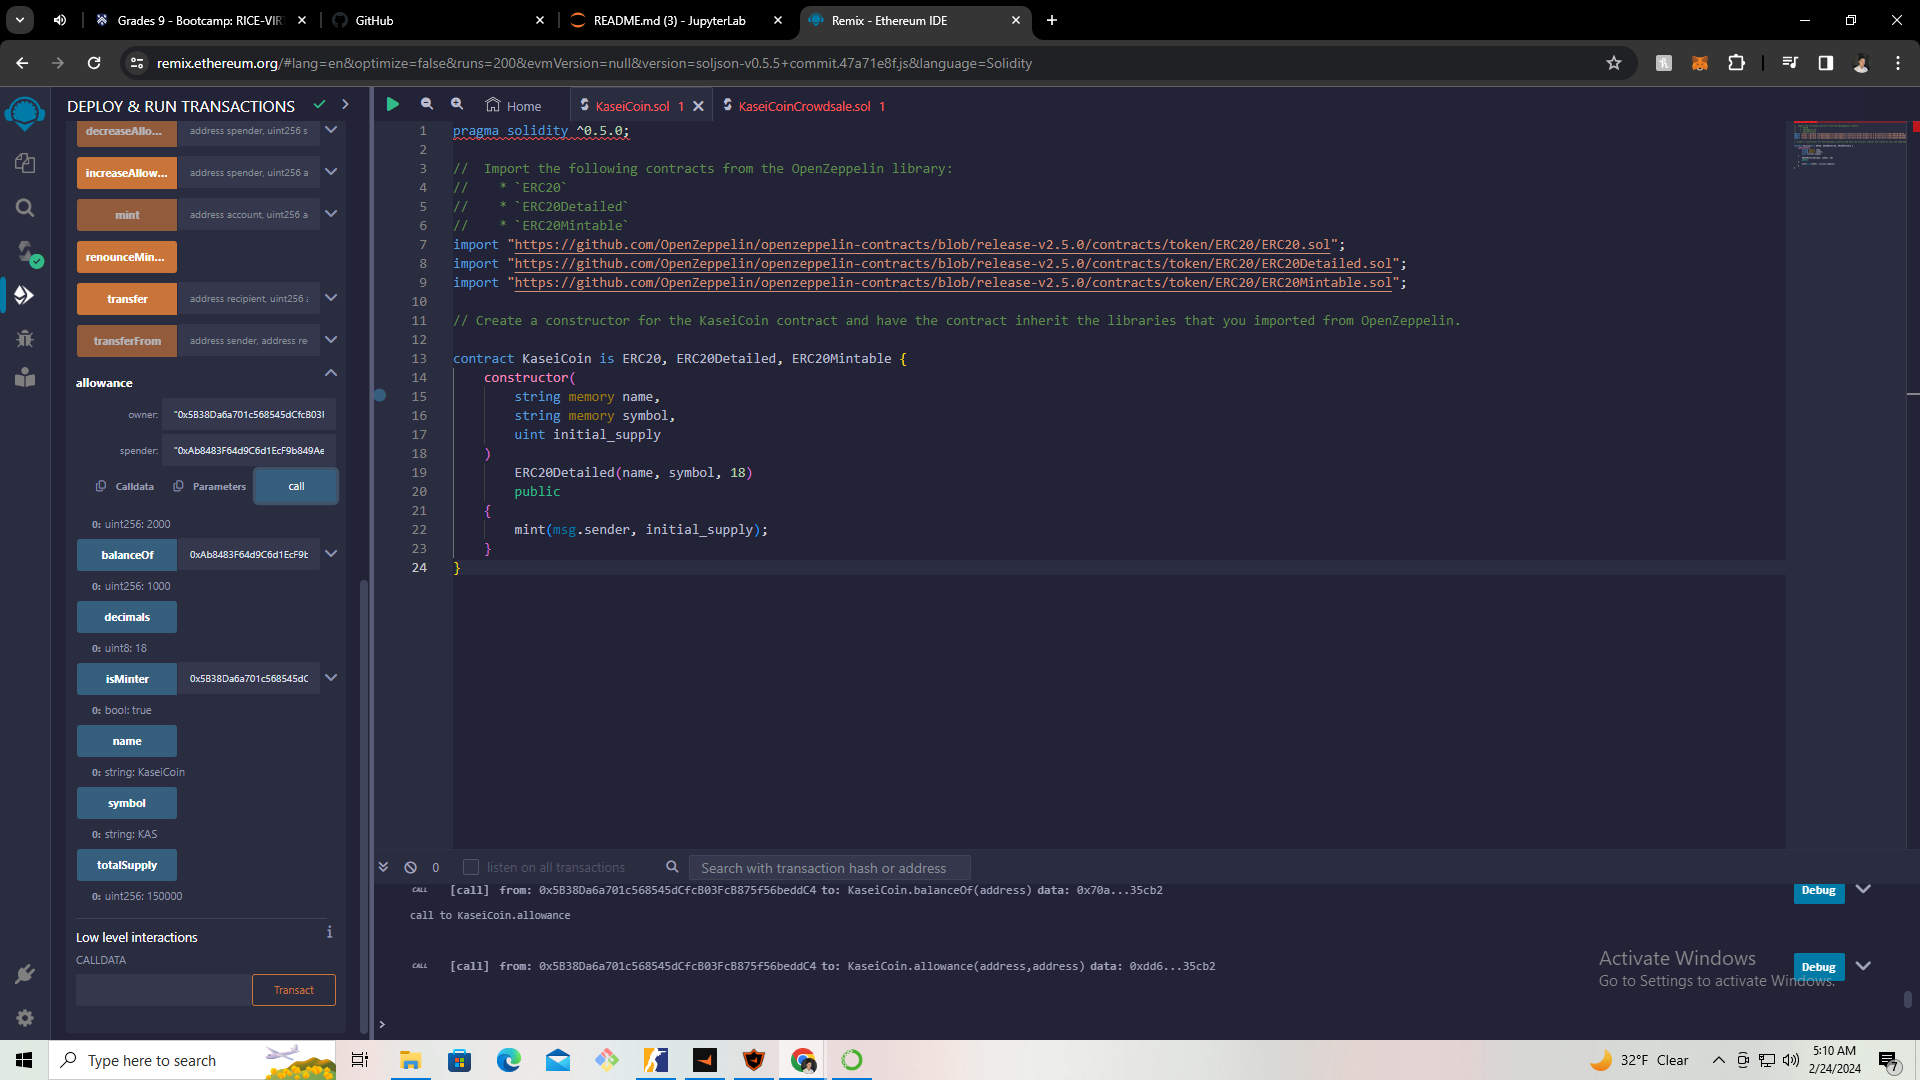 Grades 9 - Bootcamp: RICE-VIR
GitHub
README.md (3) - JupyterLab
Remix - Ethereum IDE
remix.ethereum.org/#lang=en&optimize=false&runs=200&evmVersion=null&version=soljson-v0.5.5+commit.47a71e8f.js&language=Solidity
DEPLOY & RUN TRANSACTIONS
Home
KaseiCoin.sol 1
KaseiCoinCrowdsale.sol 1
decreaseAllo... address spender, uint256 s
increaseAllow... address spender, uint256 a
mint address account, uint256 a
renounceMin...
transfer address recipient, uint256 a
transferFrom address sender, address re
allowance
owner: "0x5B38Da6a701c568545dCfcB03F
spender: "0xAb8483F64d9C6d1EcF9b849Ae
Calldata Parameters call
0: uint256: 2000
balanceOf 0xAb8483F64d9C6d1EcF9b
0: uint256: 1000
decimals
0: uint8: 18
isMinter 0x5B38Da6a701c568545dC
0: bool: true
name
0: string: KaseiCoin
symbol
0: string: KAS
totalSupply
0: uint256: 150000
Low level interactions
CALLDATA
Transact
1 pragma solidity ^0.5.0;
2
3 //  Import the following contracts from the OpenZeppelin library:
4 //    * `ERC20`
5 //    * `ERC20Detailed`
6 //    * `ERC20Mintable`
7 import "https://github.com/OpenZeppelin/openzeppelin-contracts/blob/release-v2.5.0/contracts/token/ERC20/ERC20.sol";
8 import "https://github.com/OpenZeppelin/openzeppelin-contracts/blob/release-v2.5.0/contracts/token/ERC20/ERC20Detailed.sol";
9 import "https://github.com/OpenZeppelin/openzeppelin-contracts/blob/release-v2.5.0/contracts/token/ERC20/ERC20Mintable.sol";
10
11 // Create a constructor for the KaseiCoin contract and have the contract inherit the libraries that you imported from OpenZeppelin.
12
13 contract KaseiCoin is ERC20, ERC20Detailed, ERC20Mintable {
14     constructor(
15         string memory name,
16         string memory symbol,
17         uint initial_supply
18     )
19         ERC20Detailed(name, symbol, 18)
20         public
21     {
22         mint(msg.sender, initial_supply);
23     }
24 }
0 listen on all transactions Search with transaction hash or address
CALL [call] from: 0x5B38Da6a701c568545dCfcB03FcB875f56beddC4 to: KaseiCoin.balanceOf(address) data: 0x70a...35cb2 Debug
call to KaseiCoin.allowance
CALL [call] from: 0x5B38Da6a701c568545dCfcB03FcB875f56beddC4 to: KaseiCoin.allowance(address,address) data: 0xdd6...35cb2 Debug
>
Activate Windows
Go to Settings to activate Windows.
Type here to search
32°F Clear
5:10 AM
2/24/2024
7